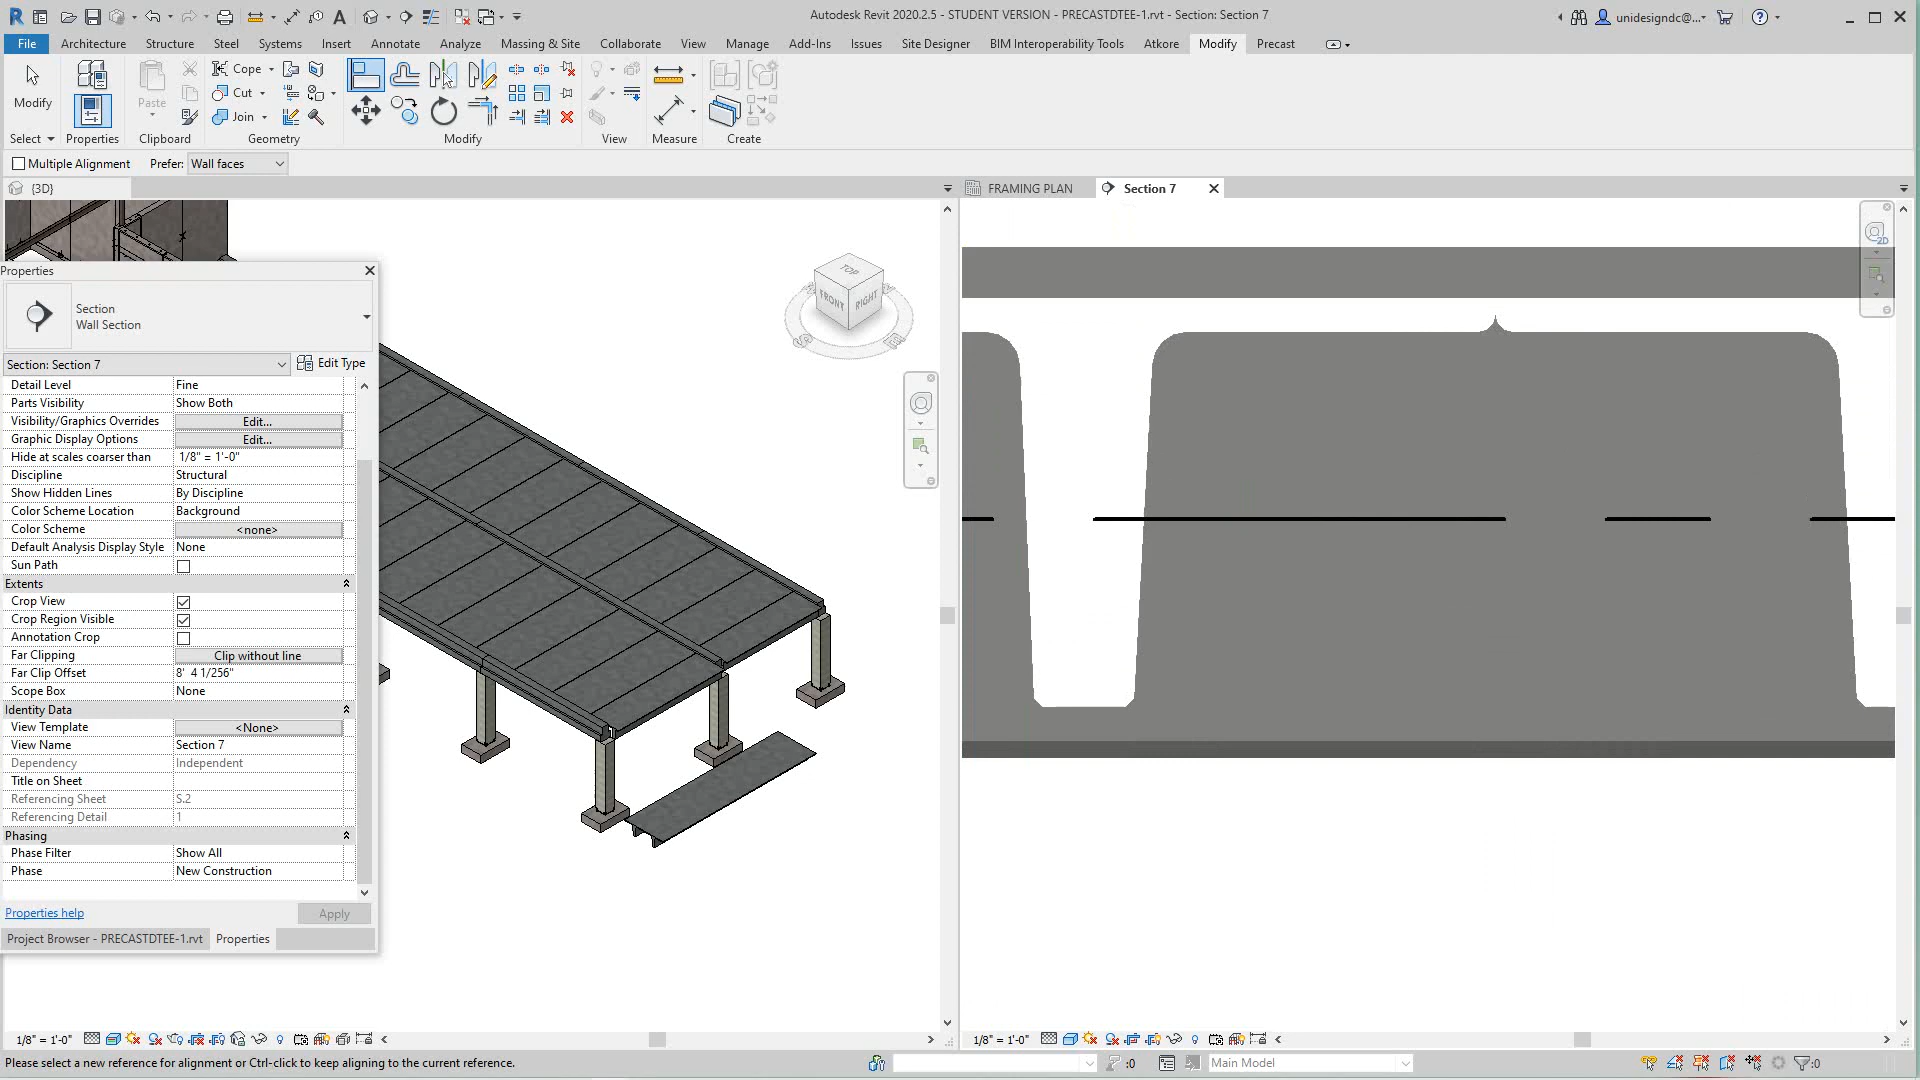 Autodesk Revit 2020.2.5 - STUDENT VERSION - PRECASTDTEE-1.rvt - Section: Section 7
unidesigndc@...
File Architecture Structure Steel Systems Insert Annotate Analyze Massing & Site Collaborate View Manage Add-Ins Issues Site Designer BIM Interoperability Tools Atkore Modify Precast
Modify
Paste
Cope
Cut
Join
Select Properties Clipboard Geometry Modify View Measure Create
Multiple Alignment Prefer: Wall faces
{3D}
FRAMING PLAN
Section 7
TOP
FRONT
RIGHT
2D
Properties
Section
Wall Section
Section: Section 7
Edit Type
Detail Level Fine
Parts Visibility Show Both
Visibility/Graphics Overrides Edit...
Graphic Display Options Edit...
Hide at scales coarser than 1/8" = 1'-0"
Discipline Structural
Show Hidden Lines By Discipline
Color Scheme Location Background
Color Scheme <none>
Default Analysis Display Style None
Sun Path
Extents
Crop View
Crop Region Visible
Annotation Crop
Far Clipping Clip without line
Far Clip Offset 8' 4 1/256"
Scope Box None
Identity Data
View Template <None>
View Name Section 7
Dependency Independent
Title on Sheet
Referencing Sheet S.2
Referencing Detail 1
Phasing
Phase Filter Show All
Phase New Construction
Properties help
Apply
Project Browser - PRECASTDTEE-1.rvt Properties
1/8" = 1'-0"
1/8" = 1'-0"
Please select a new reference for alignment or Ctrl-click to keep aligning to the current reference.
:0
Main Model
:0